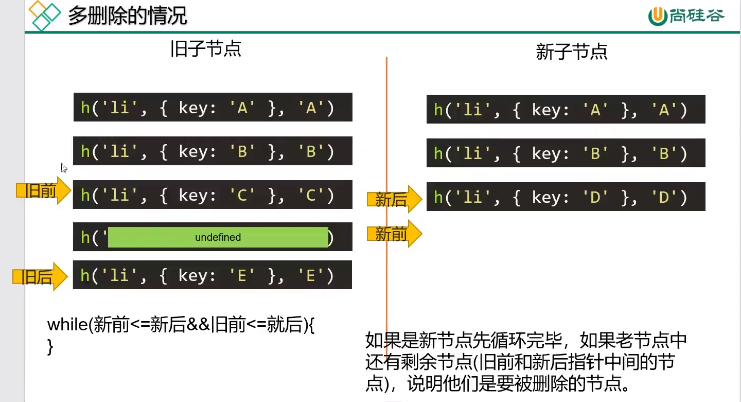 多删除的情况
尚硅谷
旧子节点
新子节点
h('li', { key: 'A' }, 'A')
h('li', { key: 'B' }, 'B')
旧前
h('li', { key: 'C' }, 'C')
h('
undefined
)
旧后
h('li', { key: 'E' }, 'E')
h('li', { key: 'A' }, 'A')
h('li', { key: 'B' }, 'B')
新后
h('li', { key: 'D' }, 'D')
新前
while(新前<=新后&&旧前<=就后){
}
如果是新节点先循环完毕，如果老节点中
还有剩余节点(旧前和新后指针中间的节
点)，说明他们是要被删除的节点。